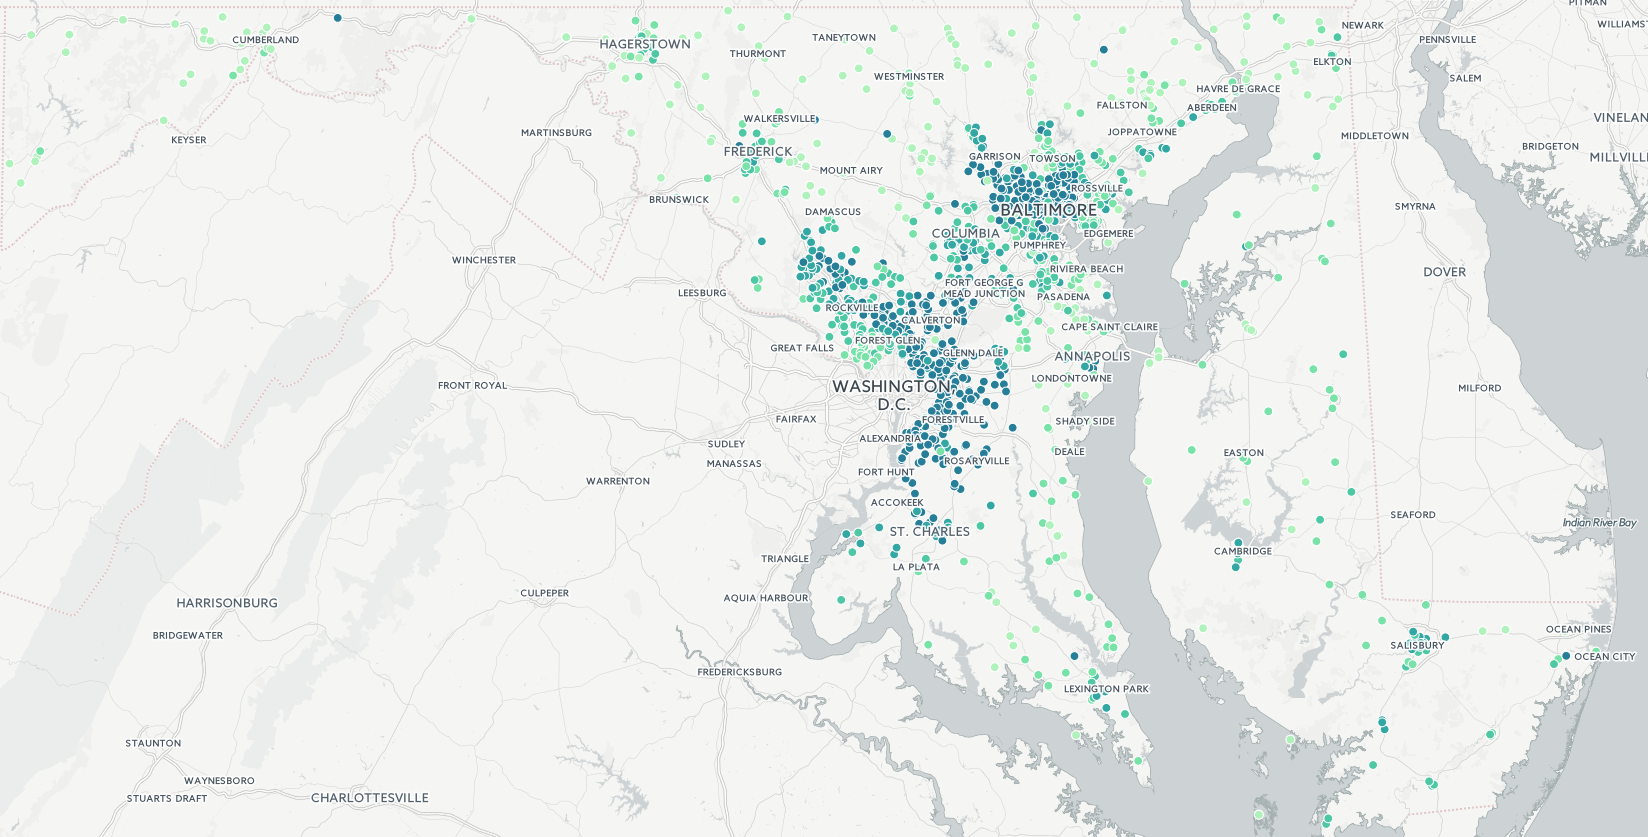 PITMAN
NEWARK
WILLIAMS
PENNSVILLE
TANEYTOWN
CUMBERLAND
HAGERSTOWN
THURMONT
ELKTON
WESTMINSTER
SALEM
HAVRE DE GRACE
FALLSTON
ABERDEEN
VINELAN
WALKERSVILLE
MARTINSBURG
JOPPATOWNE
MIDDLETOWN
KEYSER
BRIDGETON
FREDERICK
GARRISON
TOWSON
MILLVILL
MOUNT AIRY
ROSSVILLE
BRUNSWICK
SMYRNA
DAMASCUS
BALTIMORE
COLUMBIA
EDGEMERE
PUMPHREY
WINCHESTER
RIVIERA BEACH
DOVER
FORT GEORGE G
MEAD JUNCTION
LEESBURG
PASADENA
ROCKVILLE
CALVERTON
CAPE SAINT CLAIRE
FOREST GLEN
GREAT FALLS
GLENN DALE
ANNAPOLIS
LONDONTOWNE
FRONT ROYAL
WASHINGTON
D.C.
MILFORD
FAIRFAX
FORESTVILLE
SHADY SIDE
ALEXANDRIA
SUDLEY
DEALE
EASTON
MANASSAS
ROSARYVILLE
FORT HUNT
WARRENTON
ACCOKEEK
SEAFORD
Indian River Bay
ST. CHARLES
CAMBRIDGE
TRIANGLE
LA PLATA
CULPEPER
AQUIA HARBOUR
HARRISONBURG
OCEAN PINES
BRIDGEWATER
SALISBURY
OCEAN CITY
FREDERICKSBURG
LEXINGTON PARK
STAUNTON
WAYNESBORO
STUARTS DRAFT
CHARLOTTESVILLE